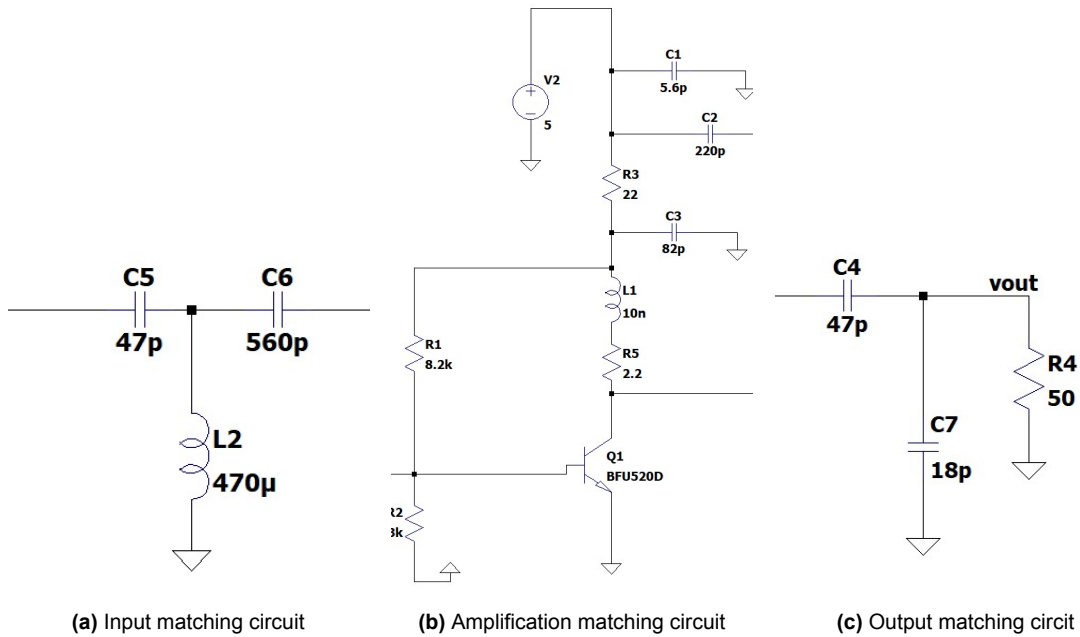 C5
47p
C6
560p
L2
470µ
V2
5
C1
5.6p
C2
220p
R3
22
C3
82p
L1
10n
R1
8.2k
R5
2.2
Q1
BFU520D
R2
C4
47p
vout
R4
50
C7
18p
(a) Input matching circuit
(b) Amplification matching circuit
(c) Output matching circit